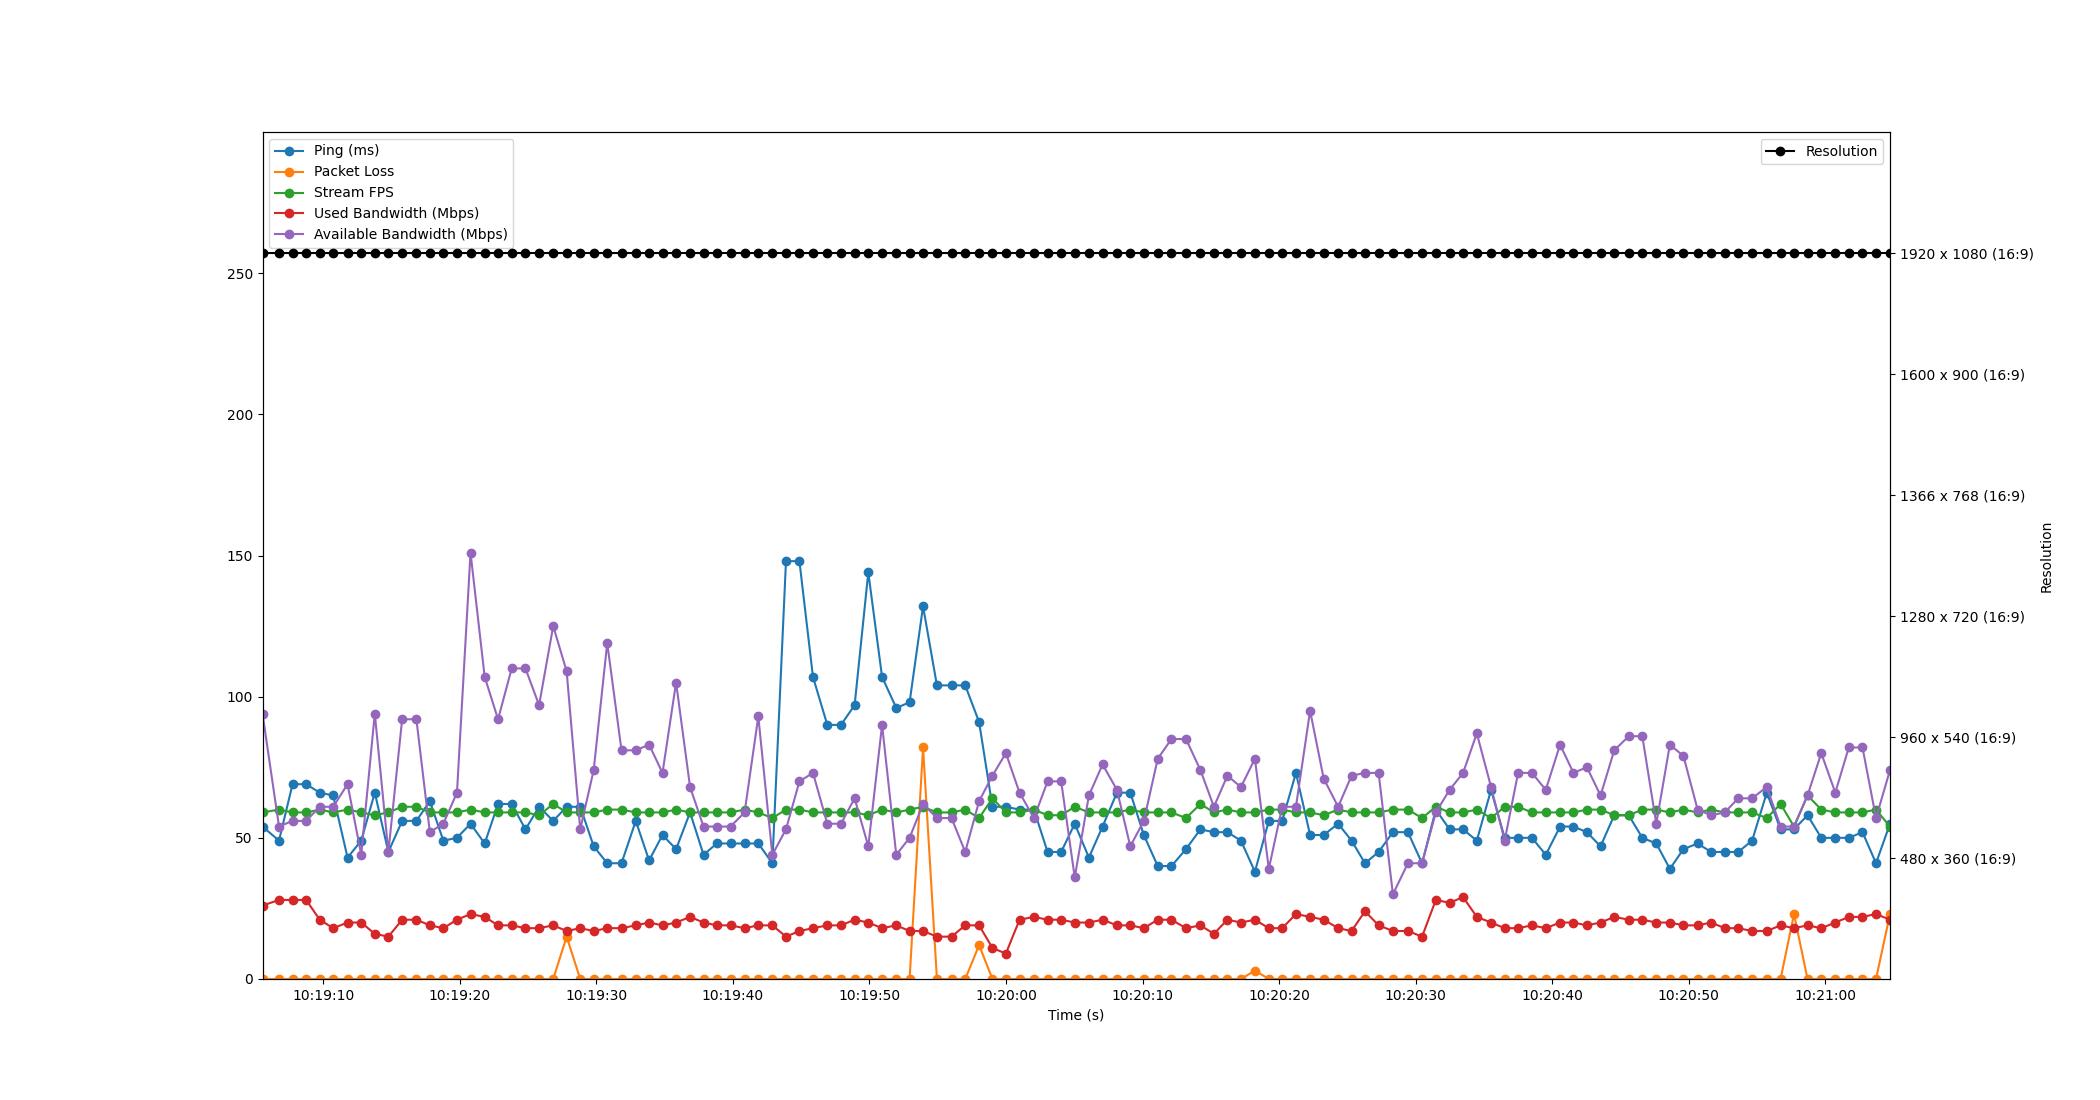 Ping (ms)
Packet Loss
Stream FPS
Used Bandwidth (Mbps)
Available Bandwidth (Mbps)
Resolution
250
200
150
100
50
0
1920 x 1080 (16:9)
1600 x 900 (16:9)
1366 x 768 (16:9)
1280 x 720 (16:9)
960 x 540 (16:9)
480 x 360 (16:9)
Resolution
10:19:10 10:19:20 10:19:30 10:19:40 10:19:50 10:20:00 10:20:10 10:20:20 10:20:30 10:20:40 10:20:50 10:21:00
Time (s)